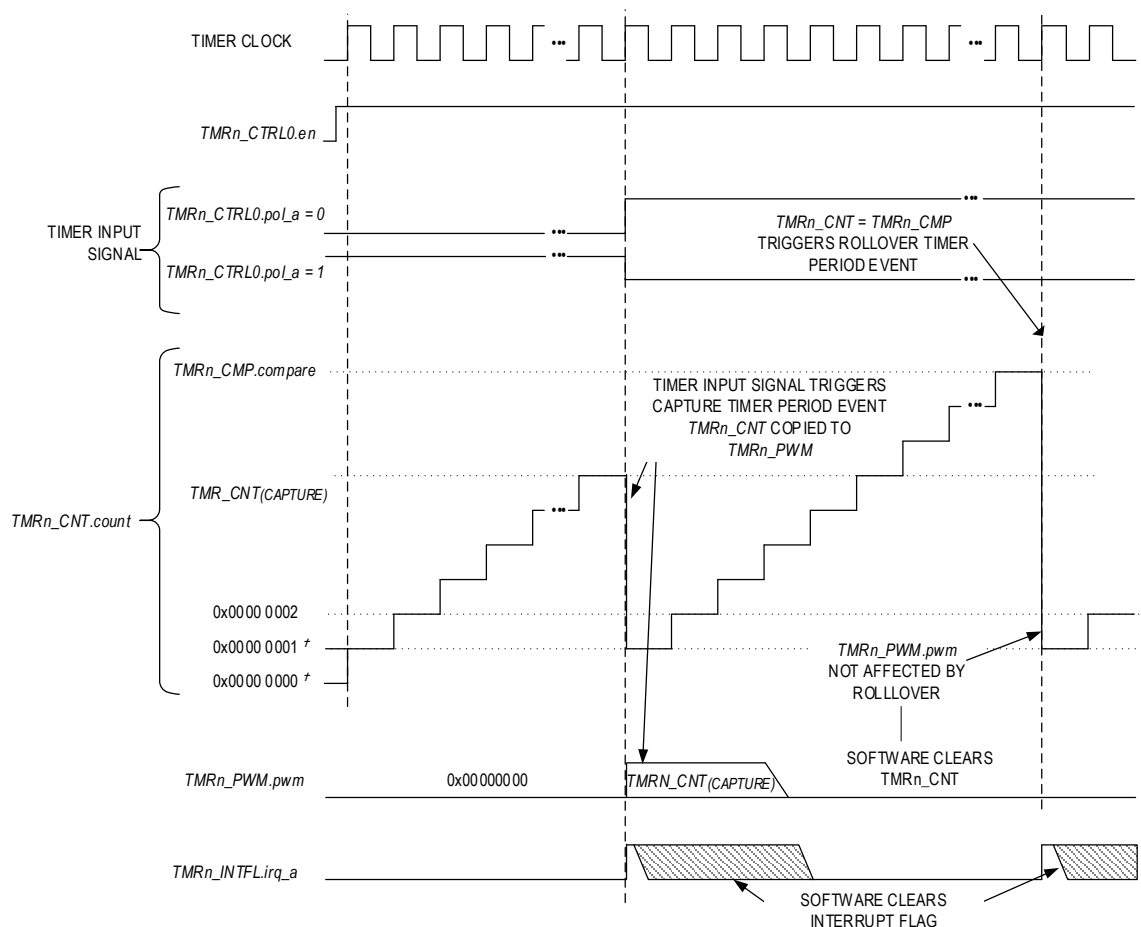 TIMER CLOCK
•••
•••
TMRn_CTRL0.en
TIMER INPUT
SIGNAL
TMRn_CTRL0.pol_a = 0
•••
•••
TMRn_CTRL0.pol_a = 1
•••
•••
TMRn_CNT = TMRn_CMP
TRIGGERS ROLLOVER TIMER
PERIOD EVENT
TMRn_CNT.count
TMRn_CMP.compare
TIMER INPUT SIGNAL TRIGGERS
CAPTURE TIMER PERIOD EVENT
TMRn_CNT COPIED TO
TMRn_PWM
•••
TMR_CNT(CAPTURE)
•••
0x0000 0002
0x0000 0001 †
0x0000 0000 †
TMRn_PWM.pwm
NOT AFFECTED BY
ROLLLOVER
SOFTWARE CLEARS
TMRn_CNT
TMRn_PWM.pwm
0x00000000
TMRN_CNT(CAPTURE)
TMRn_INTFL.irq_a
SOFTWARE CLEARS
INTERRUPT FLAG